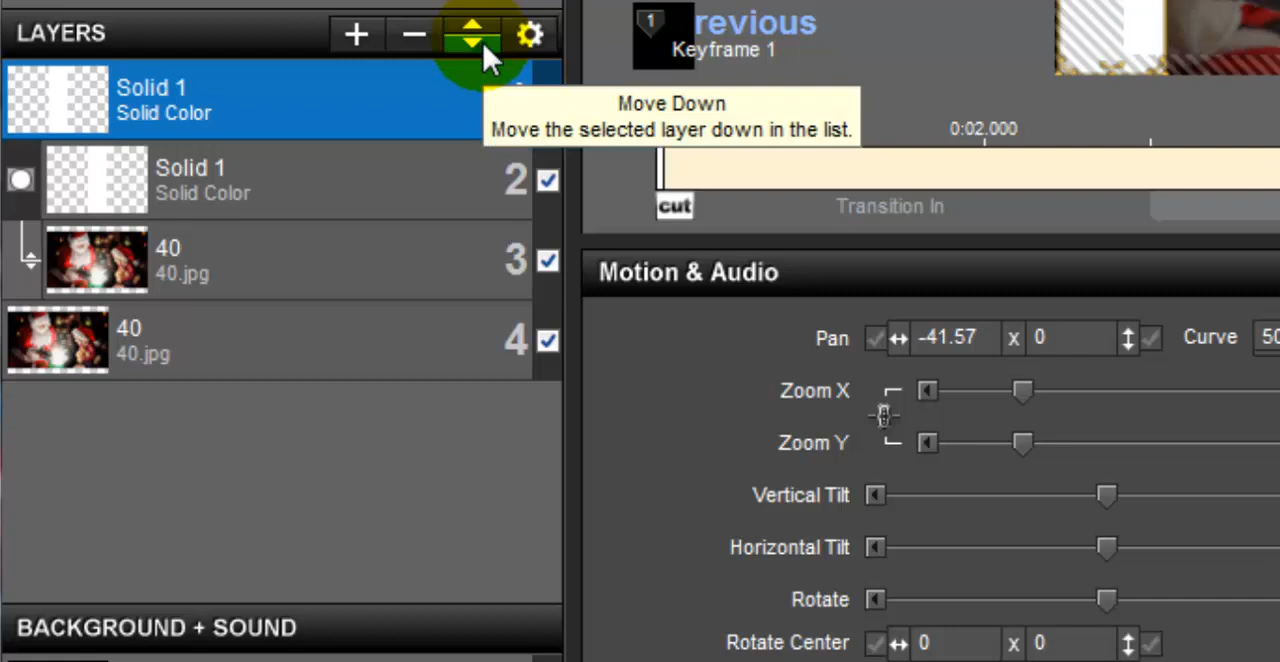 LAYERS
Solid 1
Solid Color
Move Down
Move the selected layer down in the list.
Solid 1
Solid Color
2
40
40.jpg
3
40
40.jpg
4
BACKGROUND + SOUND
1
revious
Keyframe 1
0:02.000
cut
Transition In
Motion & Audio
Pan -41.57 x 0 Curve 50
Zoom X
Zoom Y
Vertical Tilt
Horizontal Tilt
Rotate
Rotate Center 0 x 0